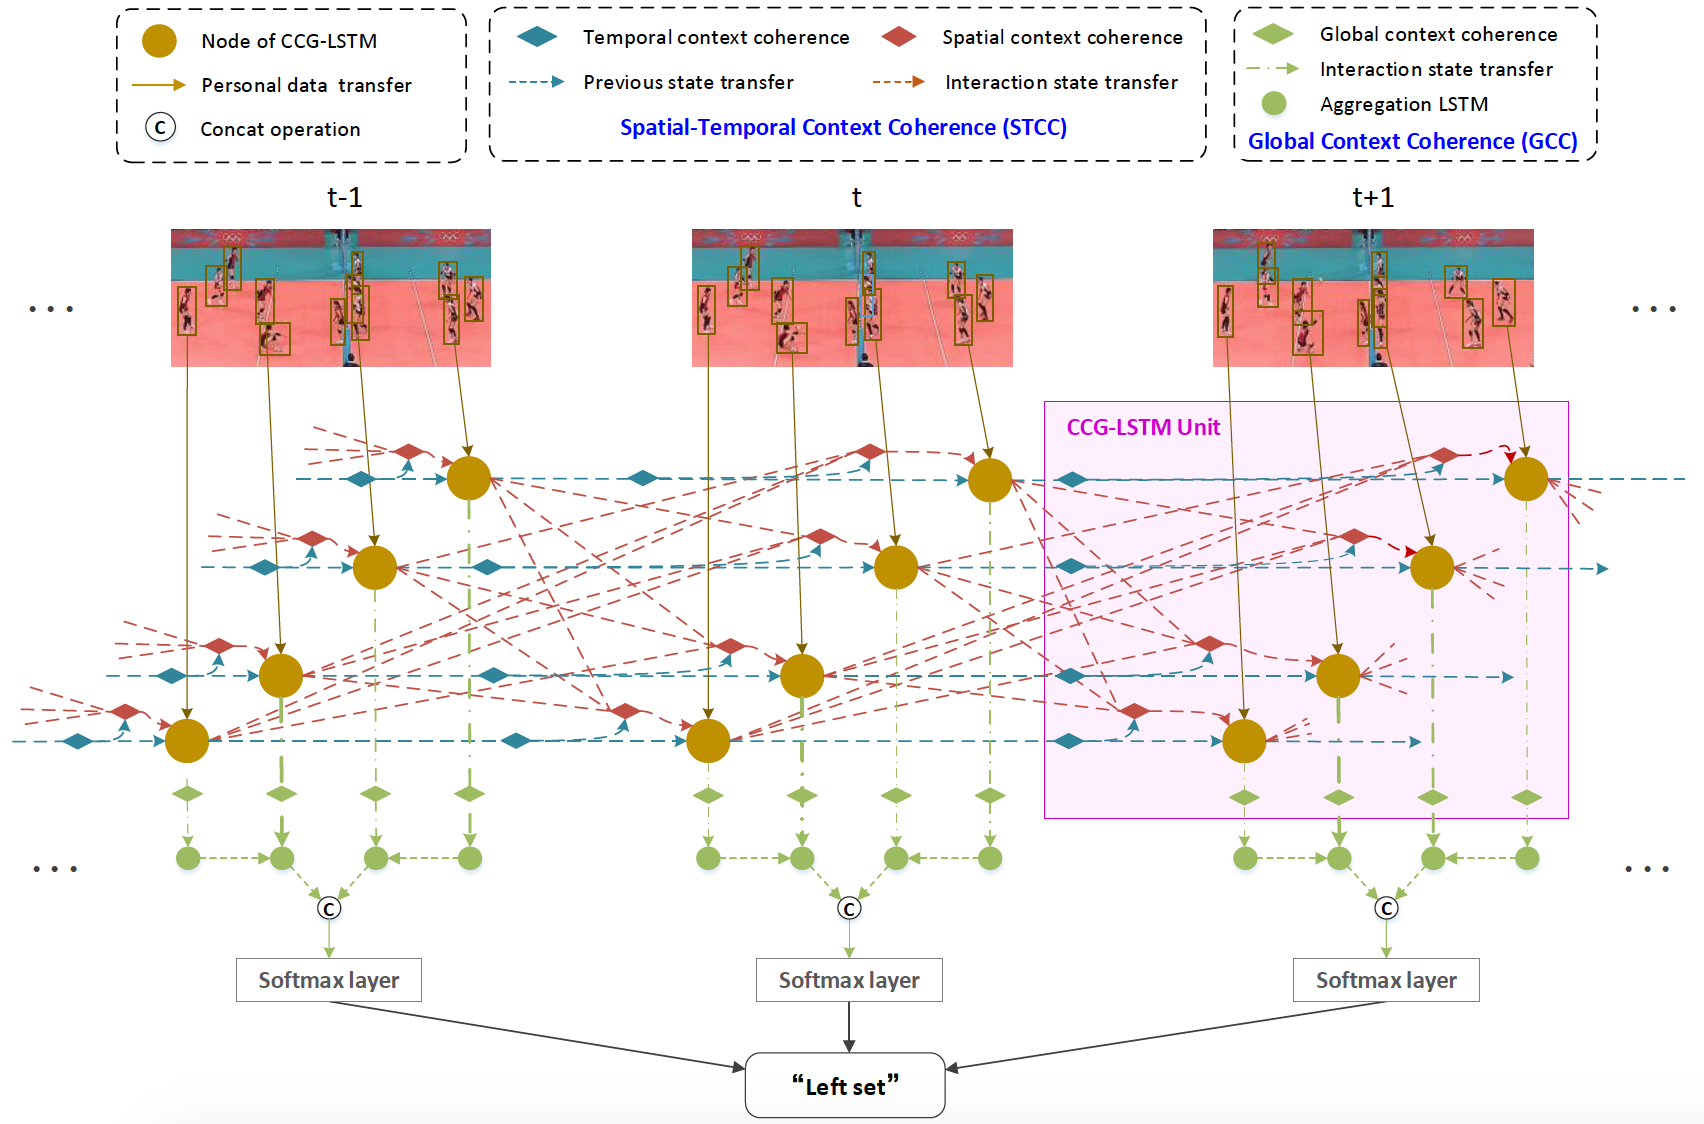 Node of CCG-LSTM
Personal data transfer
C Concat operation
Temporal context coherence
Spatial context coherence
Previous state transfer
Interaction state transfer
Spatial-Temporal Context Coherence (STCC)
Global context coherence
Interaction state transfer
Aggregation LSTM
Global Context Coherence (GCC)
t-1 t t+1
...
...
CCG-LSTM Unit
...
...
C C C
Softmax layer Softmax layer Softmax layer
“Left set”